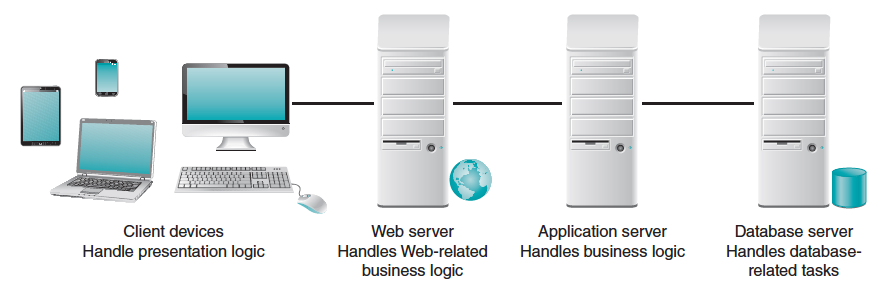 Client devices
Handle presentation logic
Web server
Handles Web-related
business logic
Application server
Handles business logic
Database server
Handles database-
related tasks